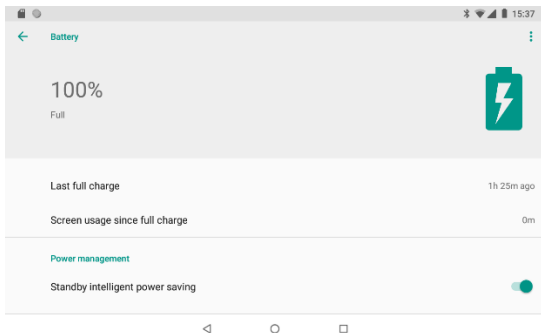 15:37
Battery
100%
Full
Last full charge 1h 25m ago
Screen usage since full charge 0m
Power management
Standby intelligent power saving